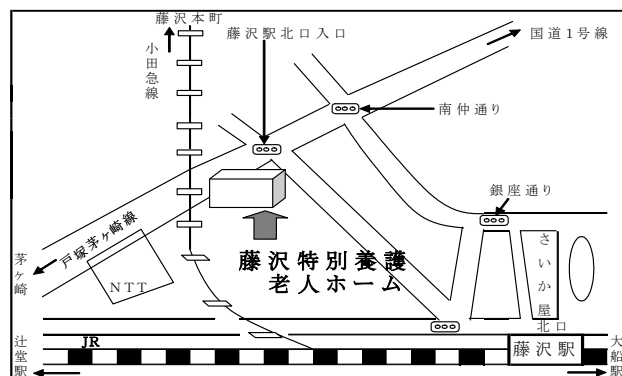 藤沢本町
小田急線
藤沢駅北口入口
国道1号線
南仲通り
銀座通り
さいか屋
戸塚茅ヶ崎線
茅ヶ崎
NTT
藤沢特別養護
老人ホーム
北口
JR
藤沢駅
辻堂駅
大船駅